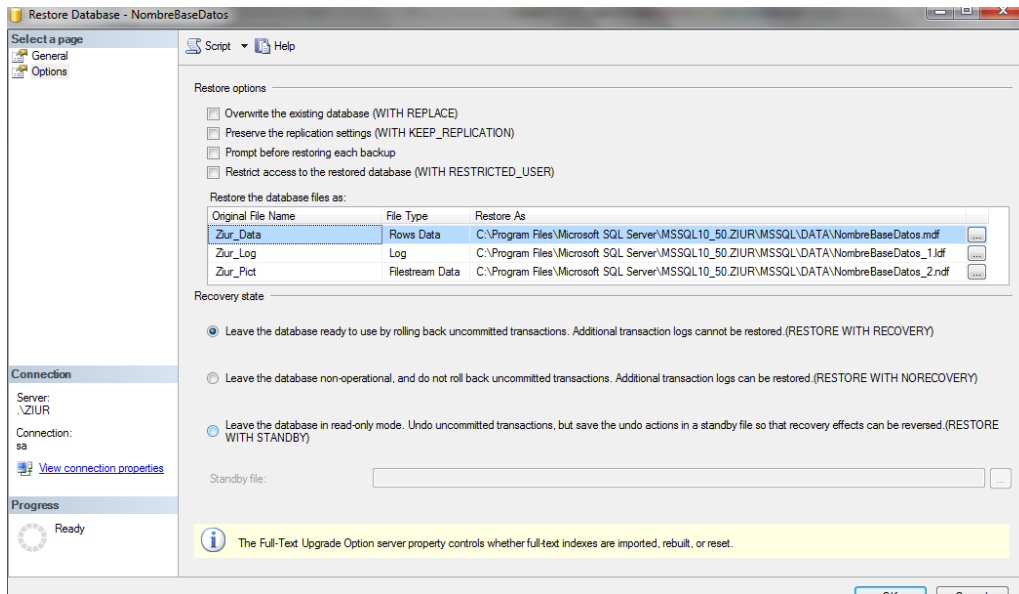 Restore Database - NombreBaseDatos
Select a page
General
Options
Script
Help
Restore options
Overwrite the existing database (WITH REPLACE)
Preserve the replication settings (WITH KEEP_REPLICATION)
Prompt before restoring each backup
Restrict access to the restored database (WITH RESTRICTED_USER)
Restore the database files as:
Original File Name File Type Restore As
Ziur_Data Rows Data C:\Program Files\Microsoft SQL Server\MSSQL10_50.ZIUR\MSSQL\DATA\NombreBaseDatos.mdf ...
Ziur_Log Log C:\Program Files\Microsoft SQL Server\MSSQL10_50.ZIUR\MSSQL\DATA\NombreBaseDatos_1.ldf ...
Ziur_Pict Filestream Data C:\Program Files\Microsoft SQL Server\MSSQL10_50.ZIUR\MSSQL\DATA\NombreBaseDatos_2.ndf ...
Recovery state
Leave the database ready to use by rolling back uncommitted transactions. Additional transaction logs cannot be restored.(RESTORE WITH RECOVERY)
Leave the database non-operational, and do not roll back uncommitted transactions. Additional transaction logs can be restored.(RESTORE WITH NORECOVERY)
Leave the database in read-only mode. Undo uncommitted transactions, but save the undo actions in a standby file so that recovery effects can be reversed.(RESTORE
WITH STANDBY)
Standby file:
...
Connection
Server:
.\ZIUR
Connection:
sa
View connection properties
Progress
Ready
The Full-Text Upgrade Option server property controls whether full-text indexes are imported, rebuilt, or reset.